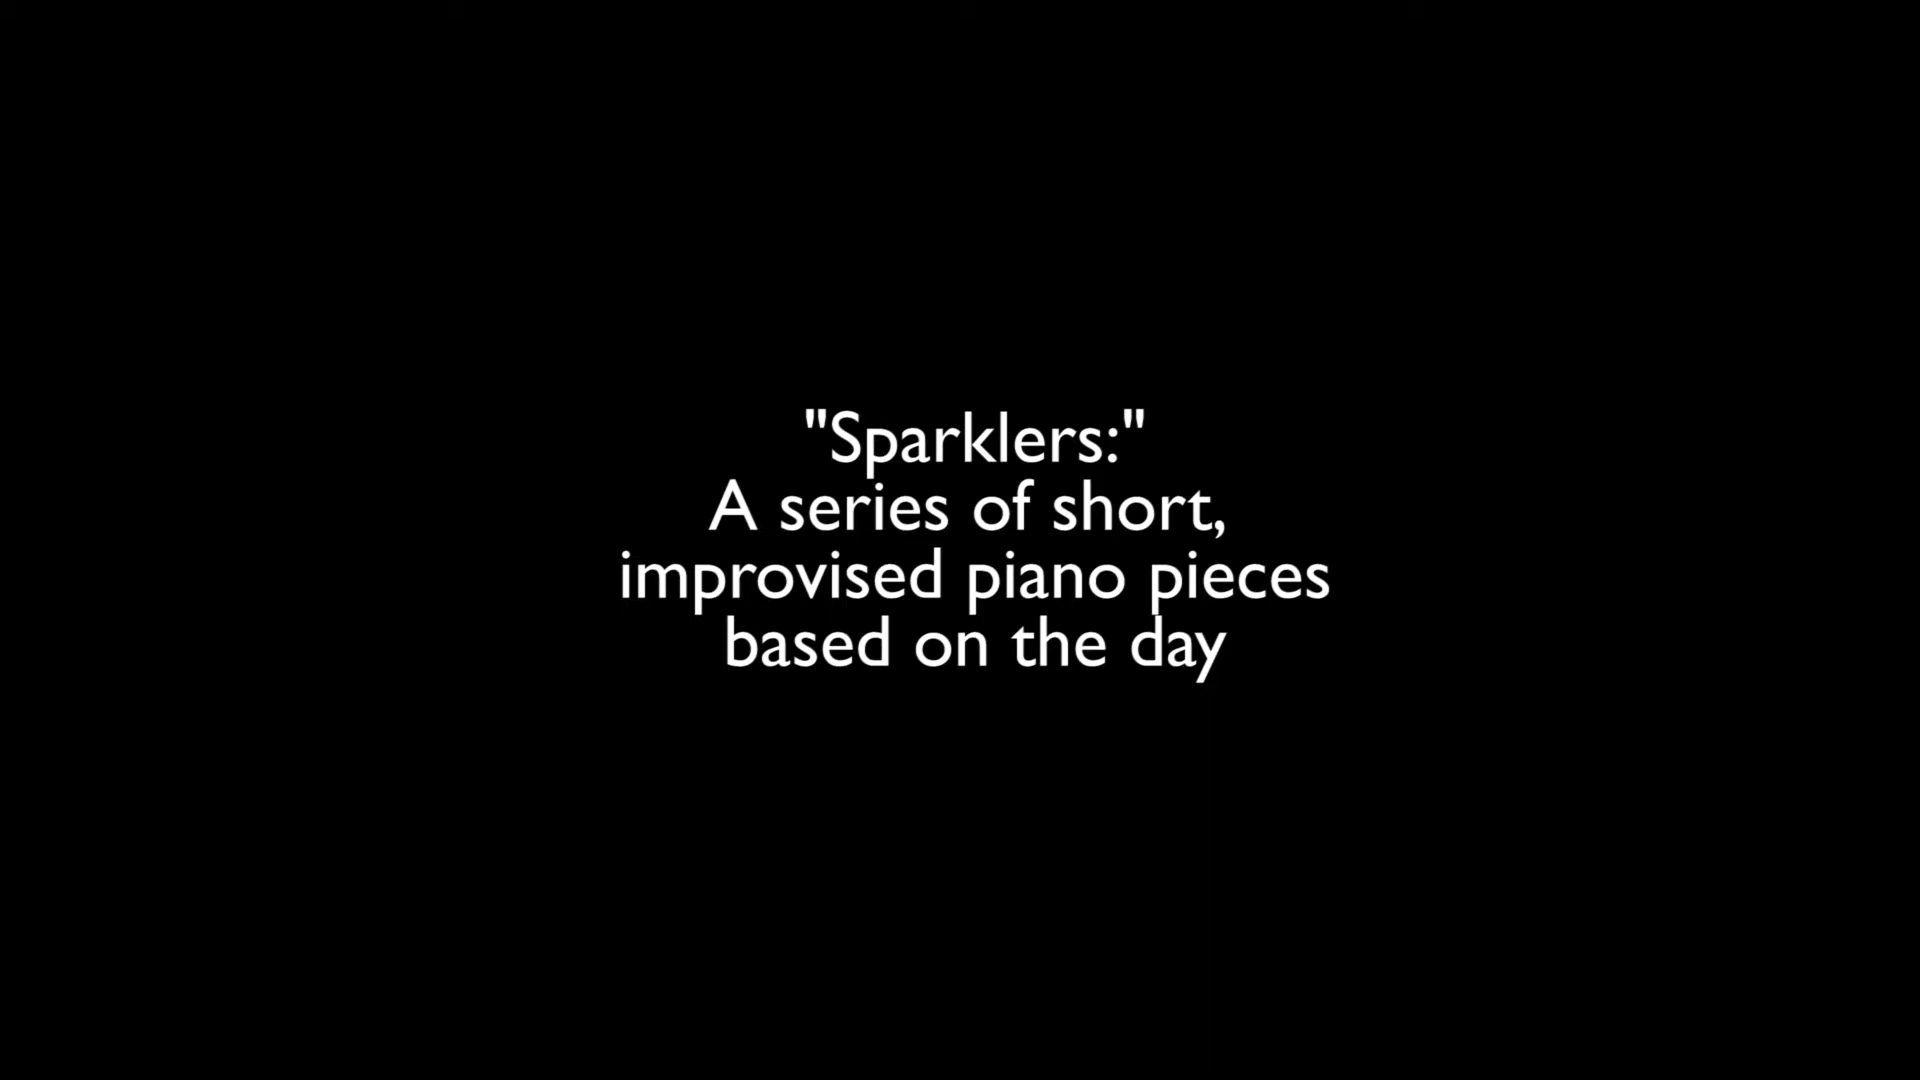 "Sparklers:"
A series of short,
improvised piano pieces
based on the day